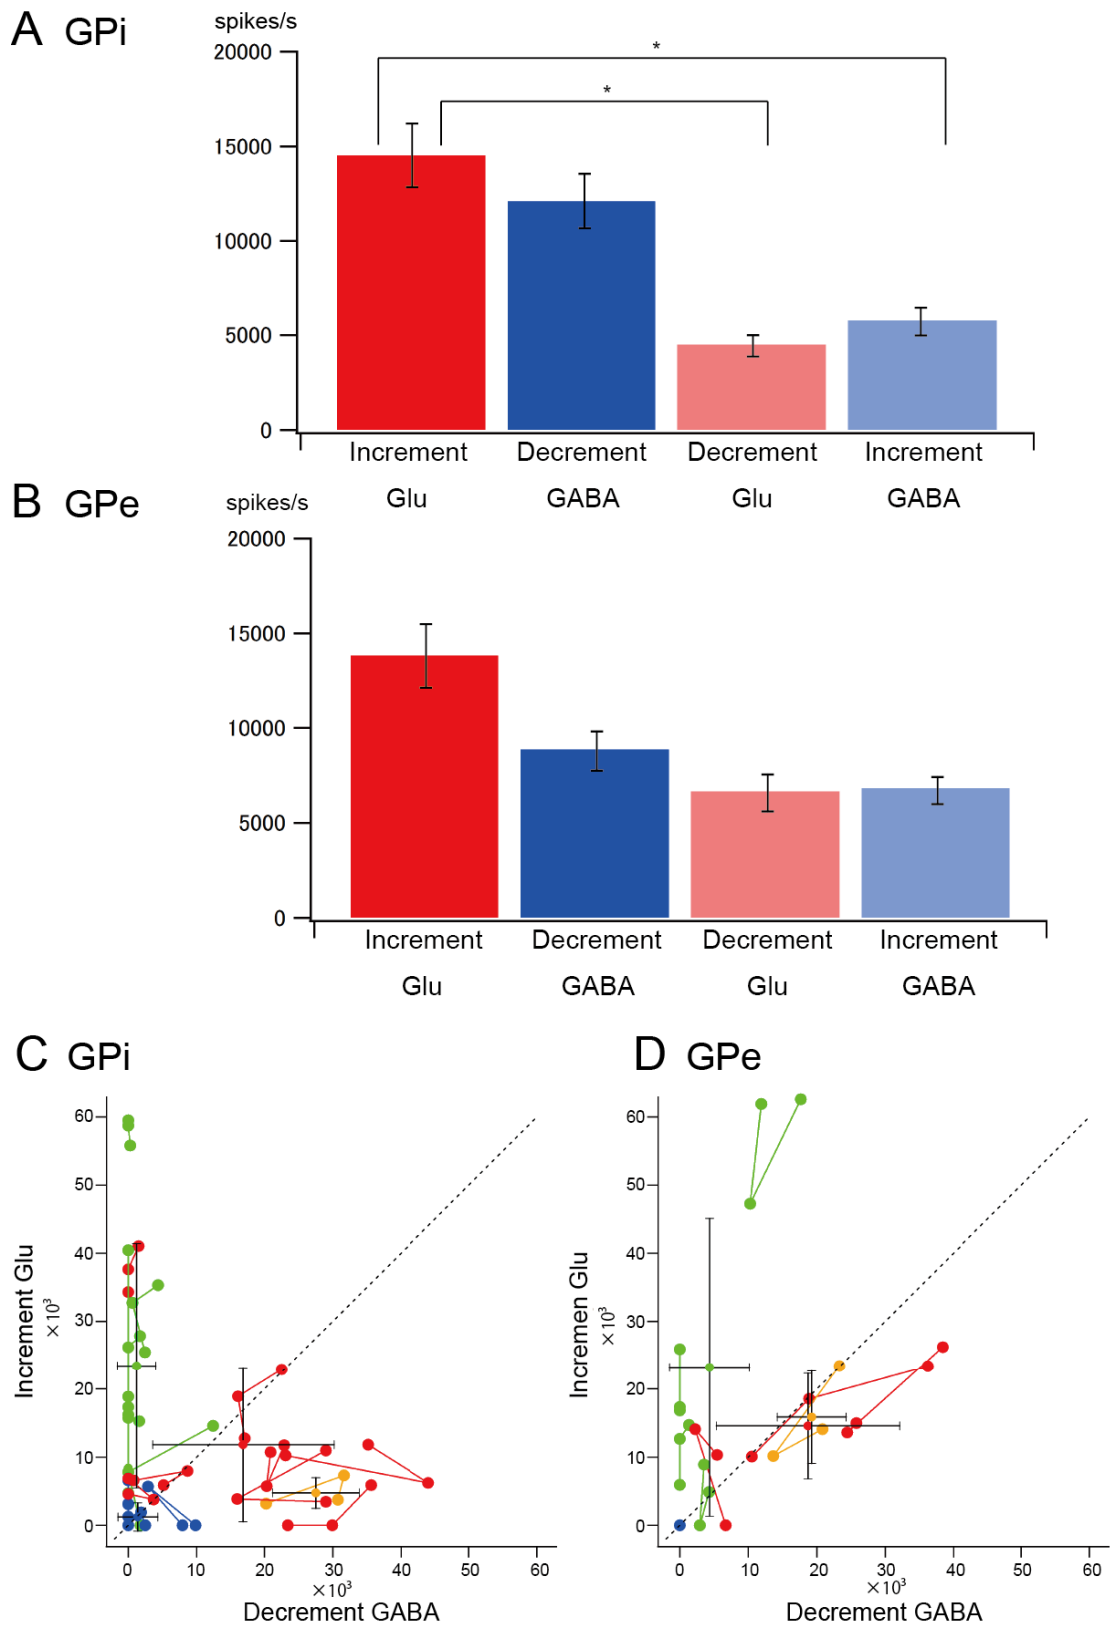 A GPi
spikes/s
20000
15000
10000
5000
0
*
*
Increment Decrement Decrement Increment
Glu GABA Glu GABA
B GPe
spikes/s
20000
15000
10000
5000
0
Increment Decrement Decrement Increment
Glu GABA Glu GABA
C GPi
60
50
40
30
20
10
0
Increment Glu
×10³
0 10 20 30 40 50 60
×10³
Decrement GABA
D GPe
60
50
40
30
20
10
0
Incremen Glu
×10³
0 10 20 30 40 50 60
×10³
Decrement GABA